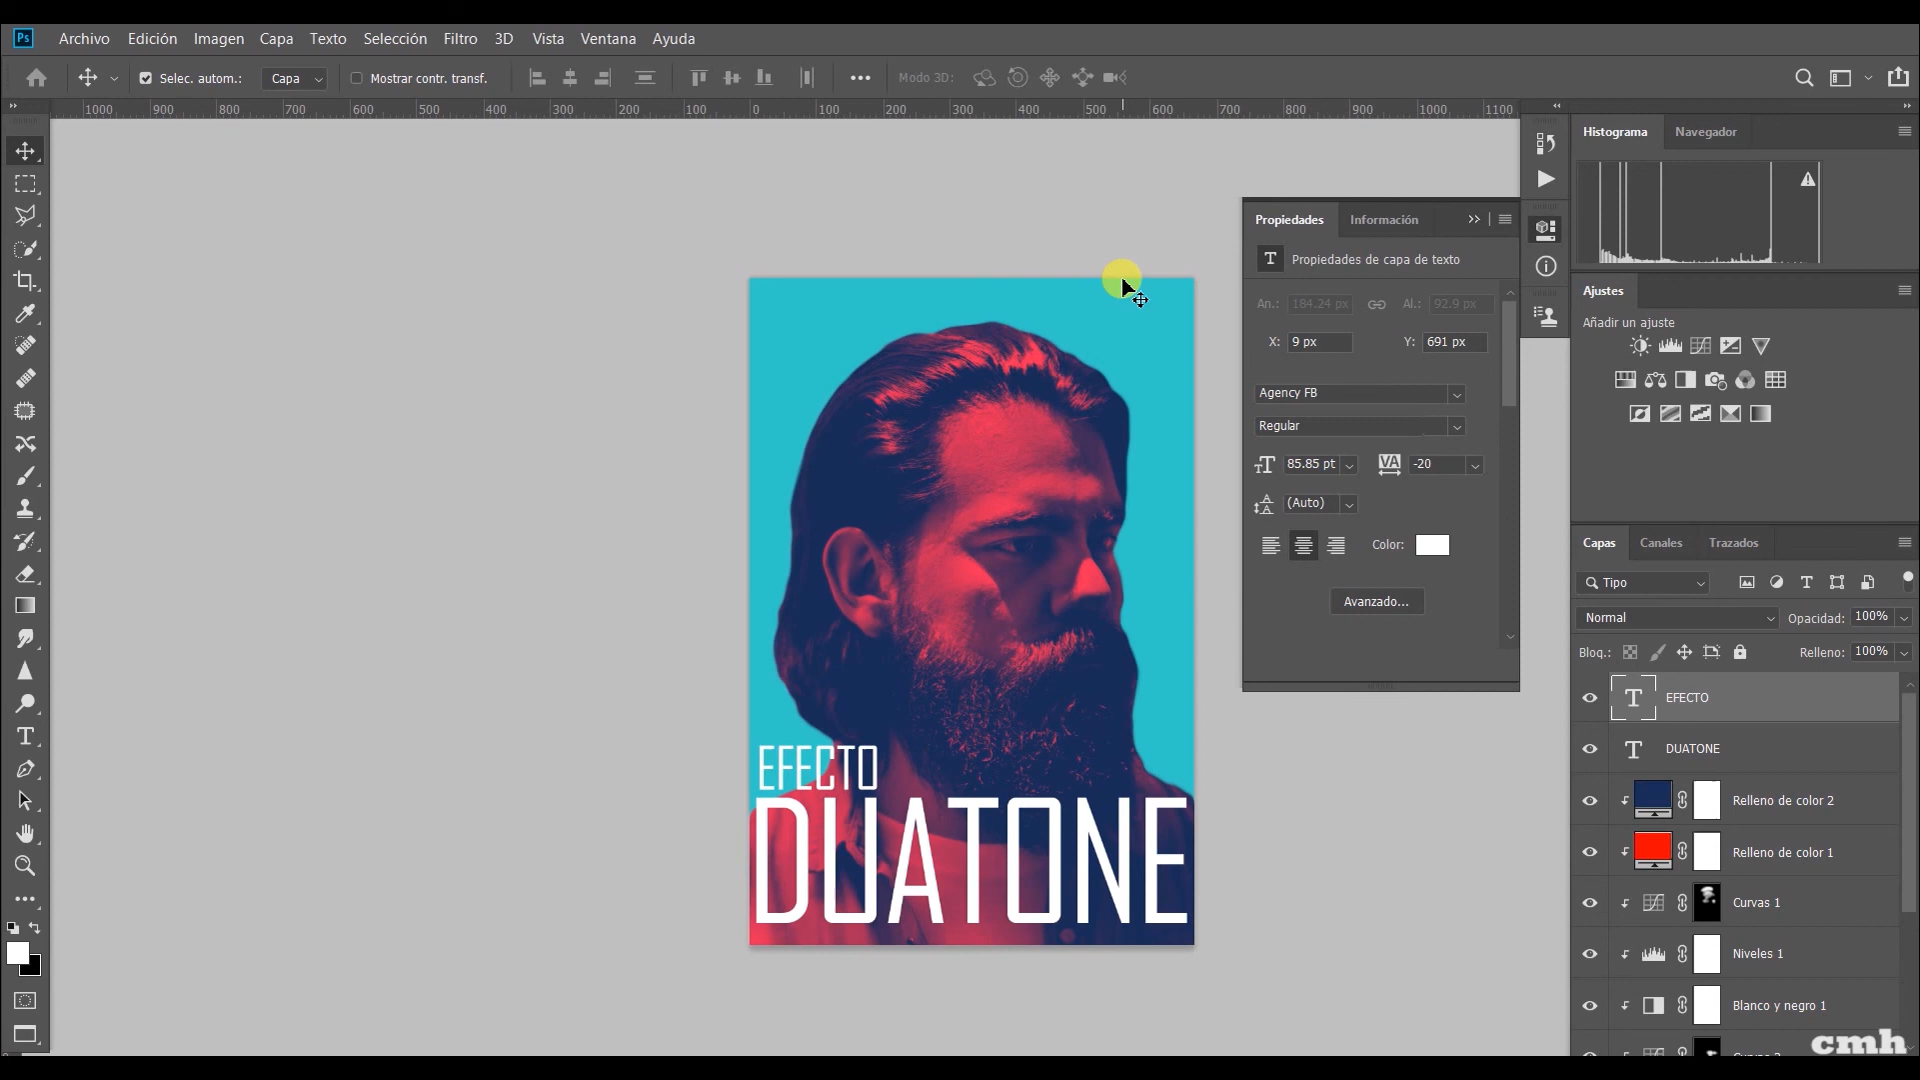 Ps Archivo Edición Imagen Capa Texto Selección Filtro 3D Vista Ventana Ayuda
Selec. autom.: Capa Mostrar contr. transf. Modo 3D:
1000 900 800 700 600 500 400 300 200 100 0 100 200 300 400 500 600 700 800 900 1000 1100
Histograma Navegador
Propiedades Información
T Propiedades de capa de texto
An.: 184.24 px Al.: 92.9 px
X: 9 px Y: 691 px
Agency FB
Regular
85.85 pt VA -20
(Auto)
Color:
Avanzado...
Ajustes
Añadir un ajuste
EFECTO
DUATONE
Capas Canales Trazados
Tipo
Normal Opacidad: 100%
Bloq.: Relleno: 100%
T EFECTO
T DUATONE
Relleno de color 2
Relleno de color 1
Curvas 1
Niveles 1
Blanco y negro 1
cmh